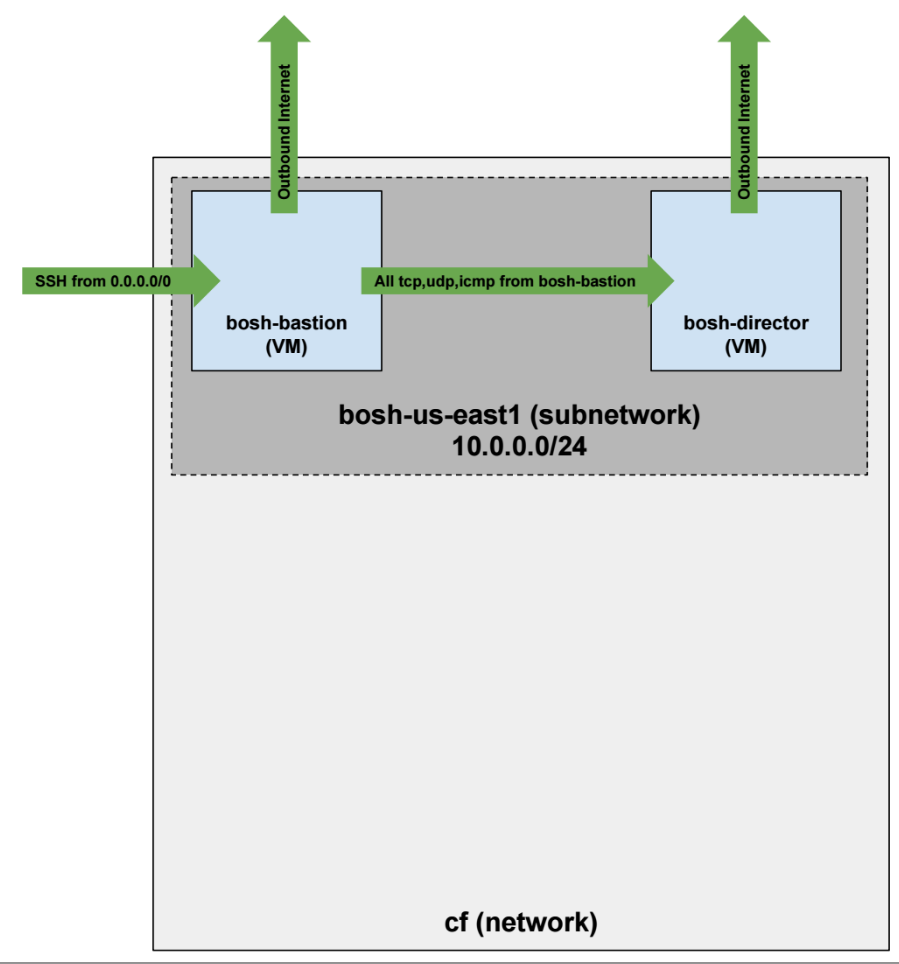 Outbound Internet
Outbound Internet
SSH from 0.0.0.0/0
All tcp,udp,icmp from bosh-bastion
bosh-bastion
(VM)
bosh-director
(VM)
bosh-us-east1 (subnetwork)
10.0.0.0/24
cf (network)